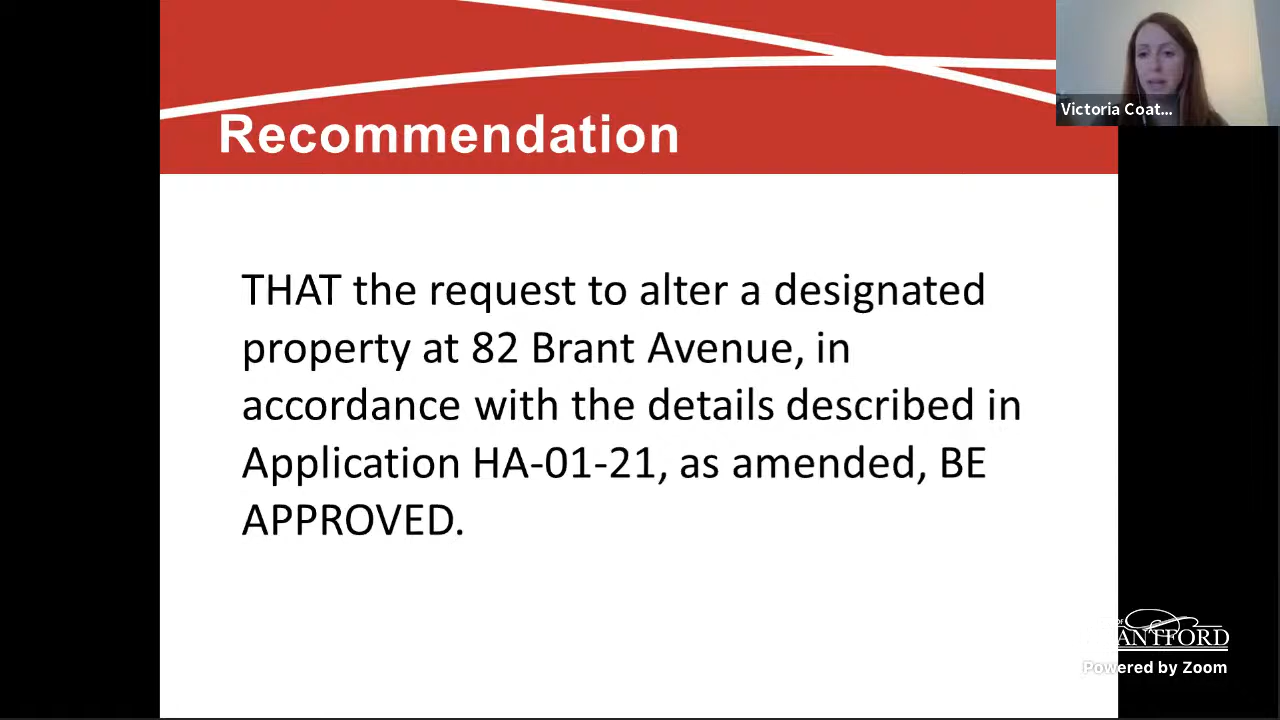 Victoria Coat...
Recommendation
THAT the request to alter a designated
property at 82 Brant Avenue, in
accordance with the details described in
Application HA-01-21, as amended, BE
APPROVED.
ANTFORD
Powered by Zoom